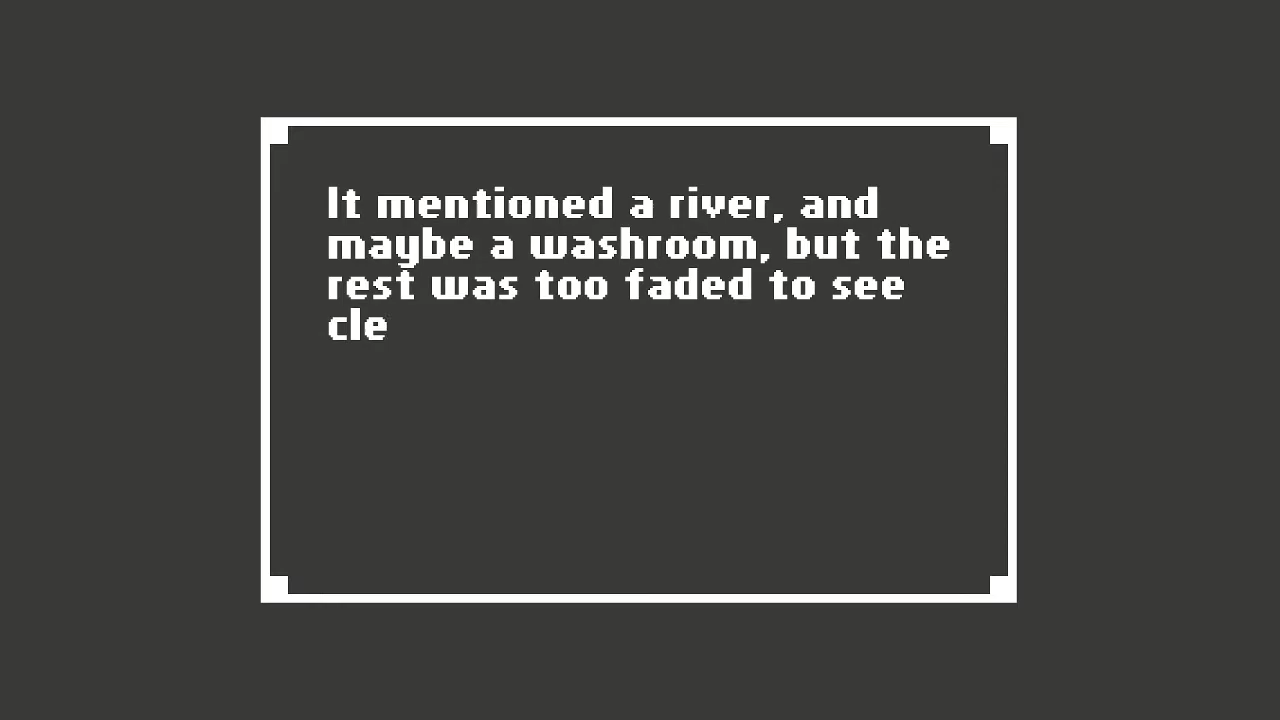 It mentioned a river, and
maybe a washroom, but the
rest was too faded to see
cle